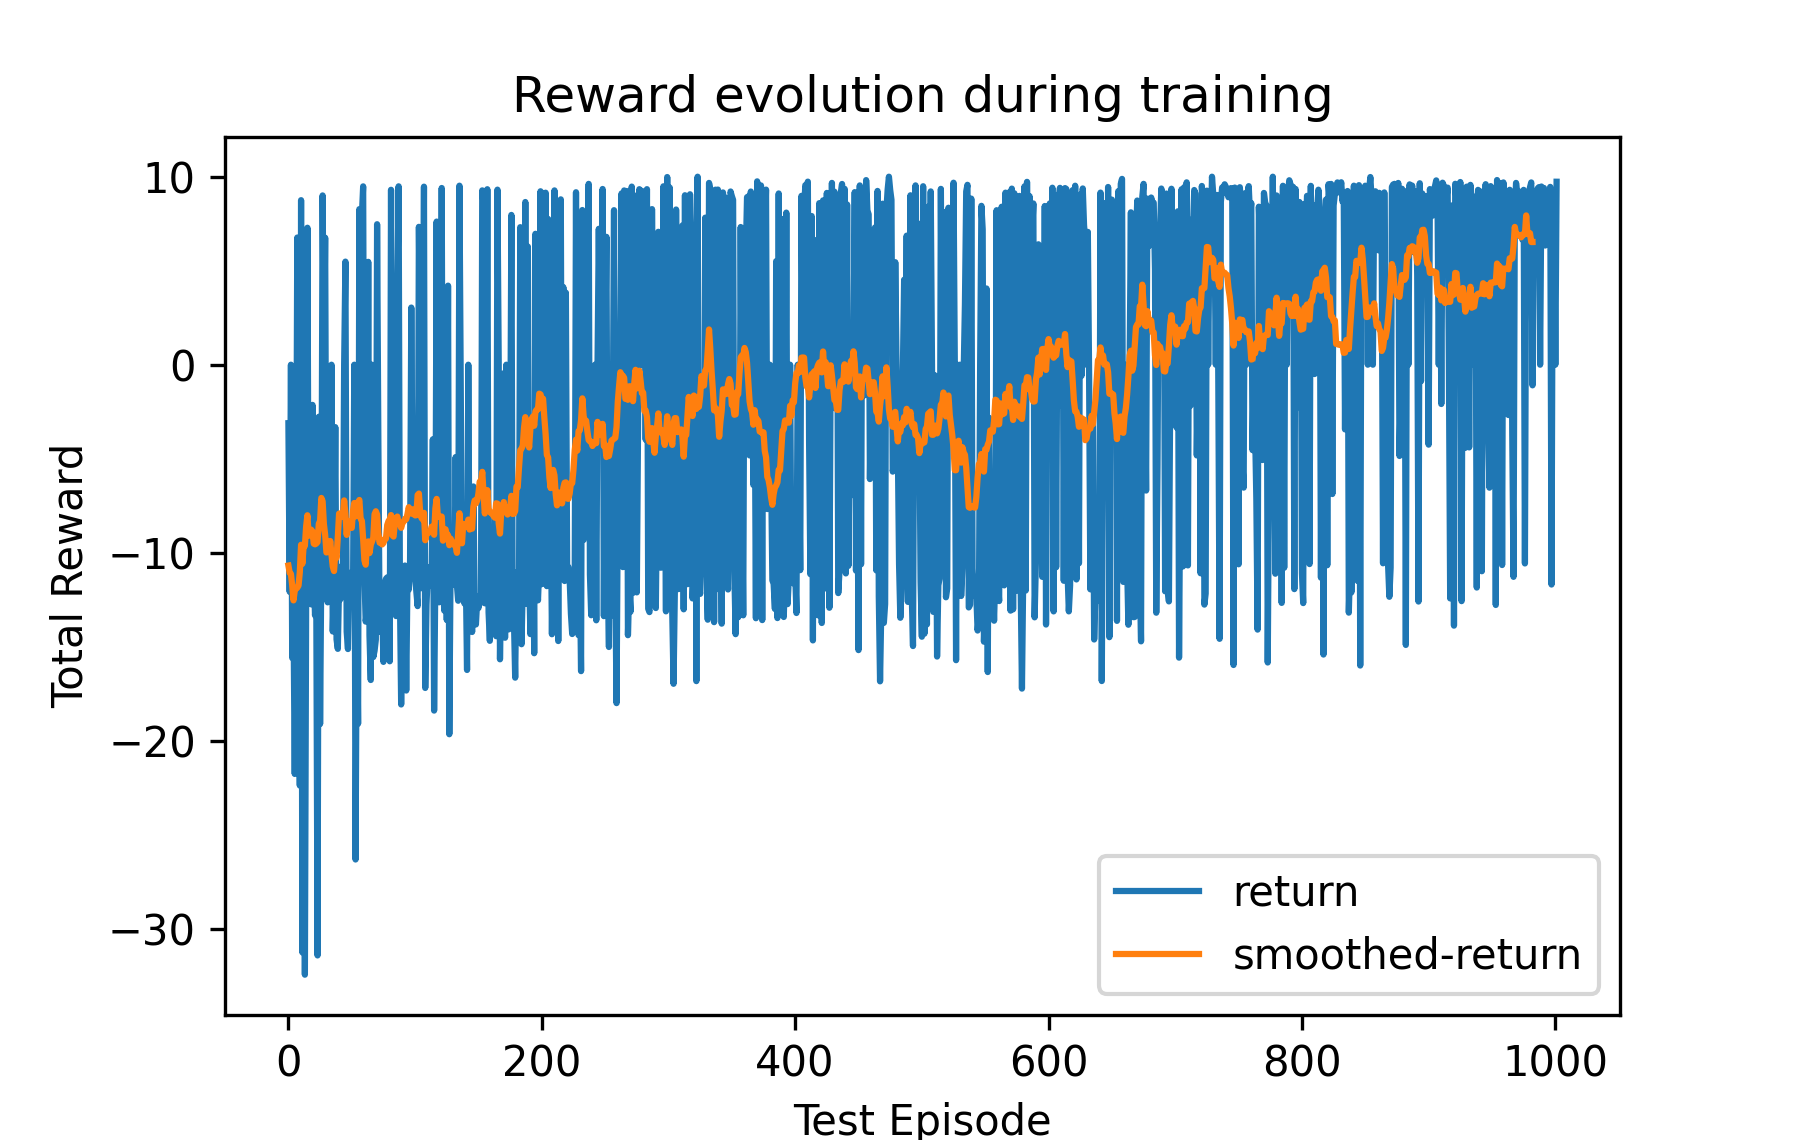 Reward evolution during training
10
0
−10
−20
−30
Total Reward
0 200 400 600 800 1000
Test Episode
return
smoothed-return